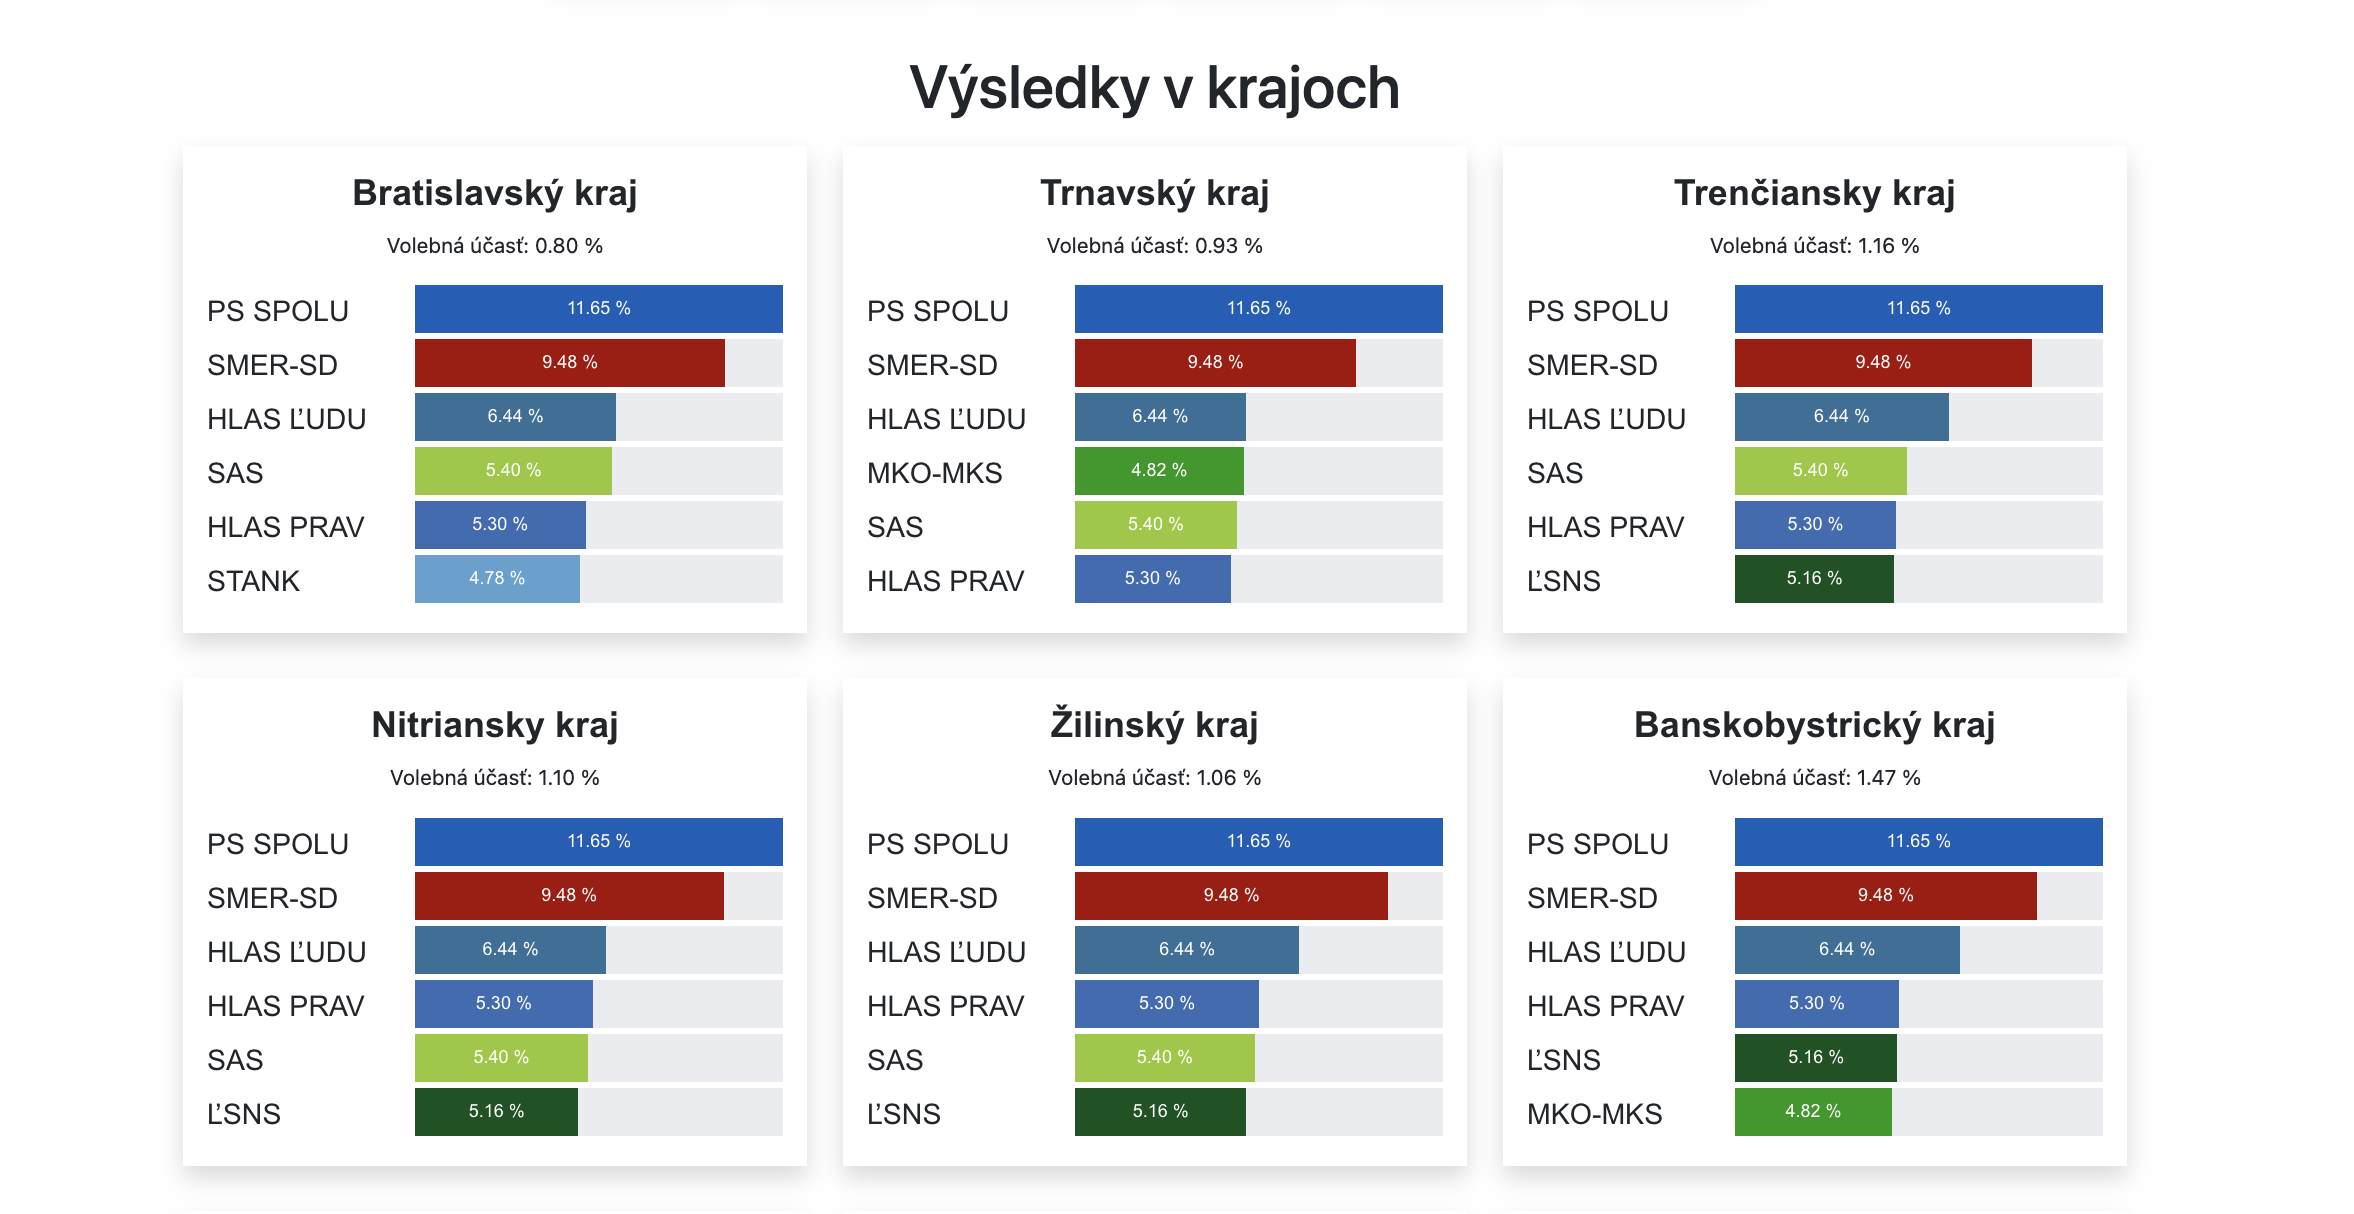 Výsledky v krajoch
Bratislavský kraj
Volebná účasť: 0.80 %
PS SPOLU 11.65 %
SMER-SD 9.48 %
HLAS ĽUDU 6.44 %
SAS 5.40 %
HLAS PRAV 5.30 %
STANK 4.78 %
Trnavský kraj
Volebná účasť: 0.93 %
PS SPOLU 11.65 %
SMER-SD 9.48 %
HLAS ĽUDU 6.44 %
MKO-MKS 4.82 %
SAS 5.40 %
HLAS PRAV 5.30 %
Trenčiansky kraj
Volebná účasť: 1.16 %
PS SPOLU 11.65 %
SMER-SD 9.48 %
HLAS ĽUDU 6.44 %
SAS 5.40 %
HLAS PRAV 5.30 %
ĽSNS 5.16 %
Nitriansky kraj
Volebná účasť: 1.10 %
PS SPOLU 11.65 %
SMER-SD 9.48 %
HLAS ĽUDU 6.44 %
HLAS PRAV 5.30 %
SAS 5.40 %
ĽSNS 5.16 %
Žilinský kraj
Volebná účasť: 1.06 %
PS SPOLU 11.65 %
SMER-SD 9.48 %
HLAS ĽUDU 6.44 %
HLAS PRAV 5.30 %
SAS 5.40 %
ĽSNS 5.16 %
Banskobystrický kraj
Volebná účasť: 1.47 %
PS SPOLU 11.65 %
SMER-SD 9.48 %
HLAS ĽUDU 6.44 %
HLAS PRAV 5.30 %
ĽSNS 5.16 %
MKO-MKS 4.82 %